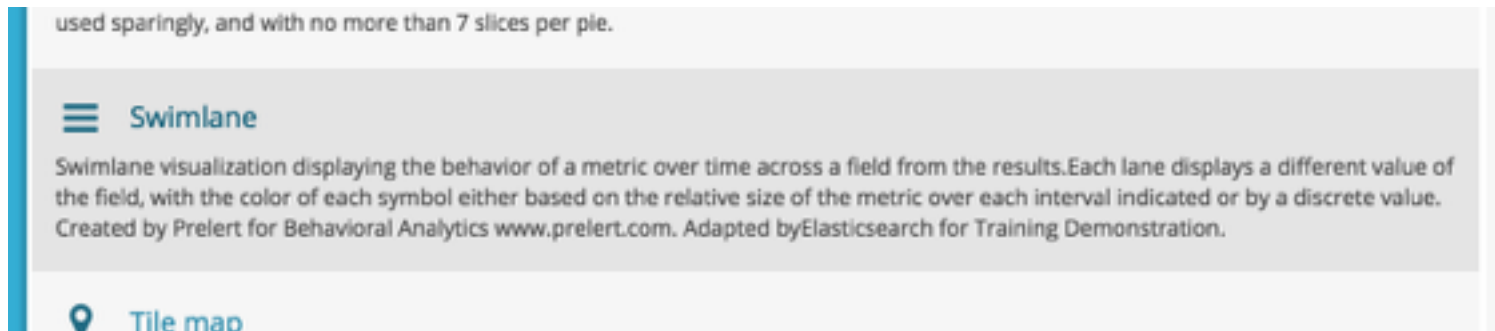 used sparingly, and with no more than 7 slices per pie.
Swimlane
Swimlane visualization displaying the behavior of a metric over time across a field from the results.Each lane displays a different value of
the field, with the color of each symbol either based on the relative size of the metric over each interval indicated or by a discrete value.
Created by Prelert for Behavioral Analytics www.prelert.com. Adapted byElasticsearch for Training Demonstration.
Tile map